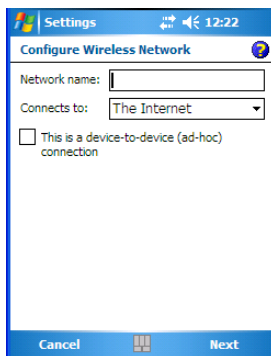 Settings 12:22
Configure Wireless Network ?
Network name:
Connects to: The Internet
This is a device-to-device (ad-hoc)
connection
Cancel Next